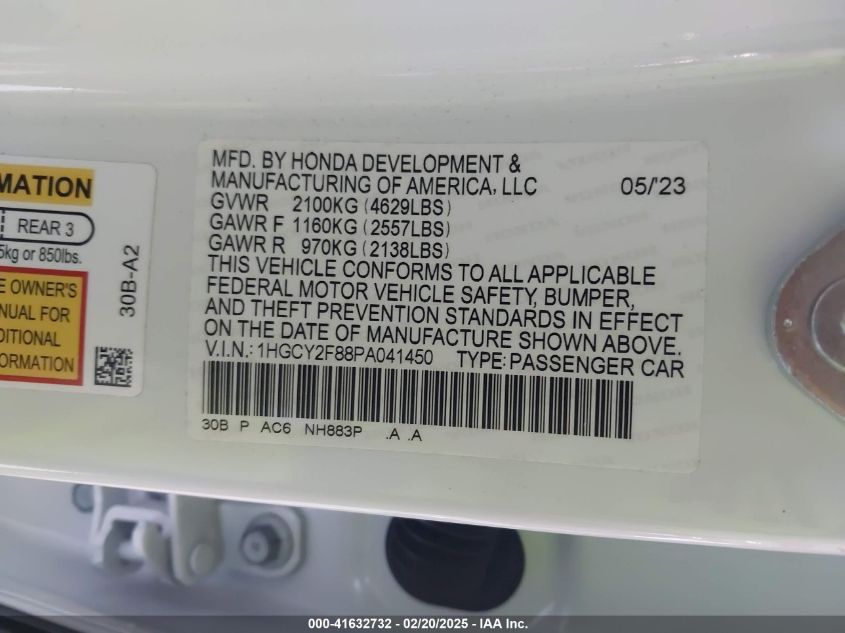 MATION
REAR 3
5kg or 850lbs.
E OWNER'S
NUAL FOR
DITIONAL
FORMATION
30B-A2
MFD. BY HONDA DEVELOPMENT &
MANUFACTURING OF AMERICA, LLC 05/'23
GVWR 2100KG (4629LBS)
GAWR F 1160KG (2557LBS)
GAWR R 970KG (2138LBS)
THIS VEHICLE CONFORMS TO ALL APPLICABLE
FEDERAL MOTOR VEHICLE SAFETY, BUMPER,
AND THEFT PREVENTION STANDARDS IN EFFECT
ON THE DATE OF MANUFACTURE SHOWN ABOVE.
V.I.N.: 1HGCY2F88PA041450 TYPE: PASSENGER CAR
30B P AC6 NH883P .A .A
000-41632732 — 02/20/2025 — IAA Inc.